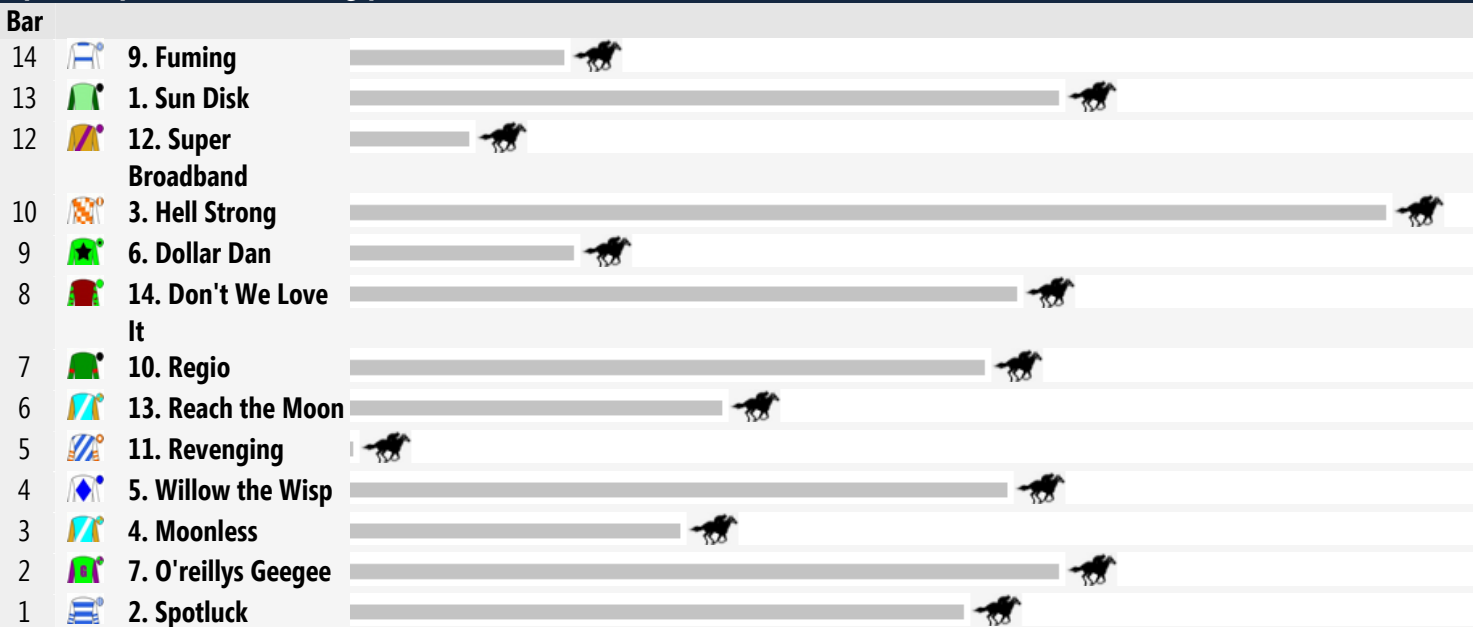 Bar
14 9. Fuming
13 1. Sun Disk
12 12. Super
Broadband
10 3. Hell Strong
9 6. Dollar Dan
8 14. Don't We Love
It
7 10. Regio
6 13. Reach the Moon
5 11. Revenging
4 5. Willow the Wisp
3 4. Moonless
2 G 7. O'reillys Geegee
1 2. Spotluck